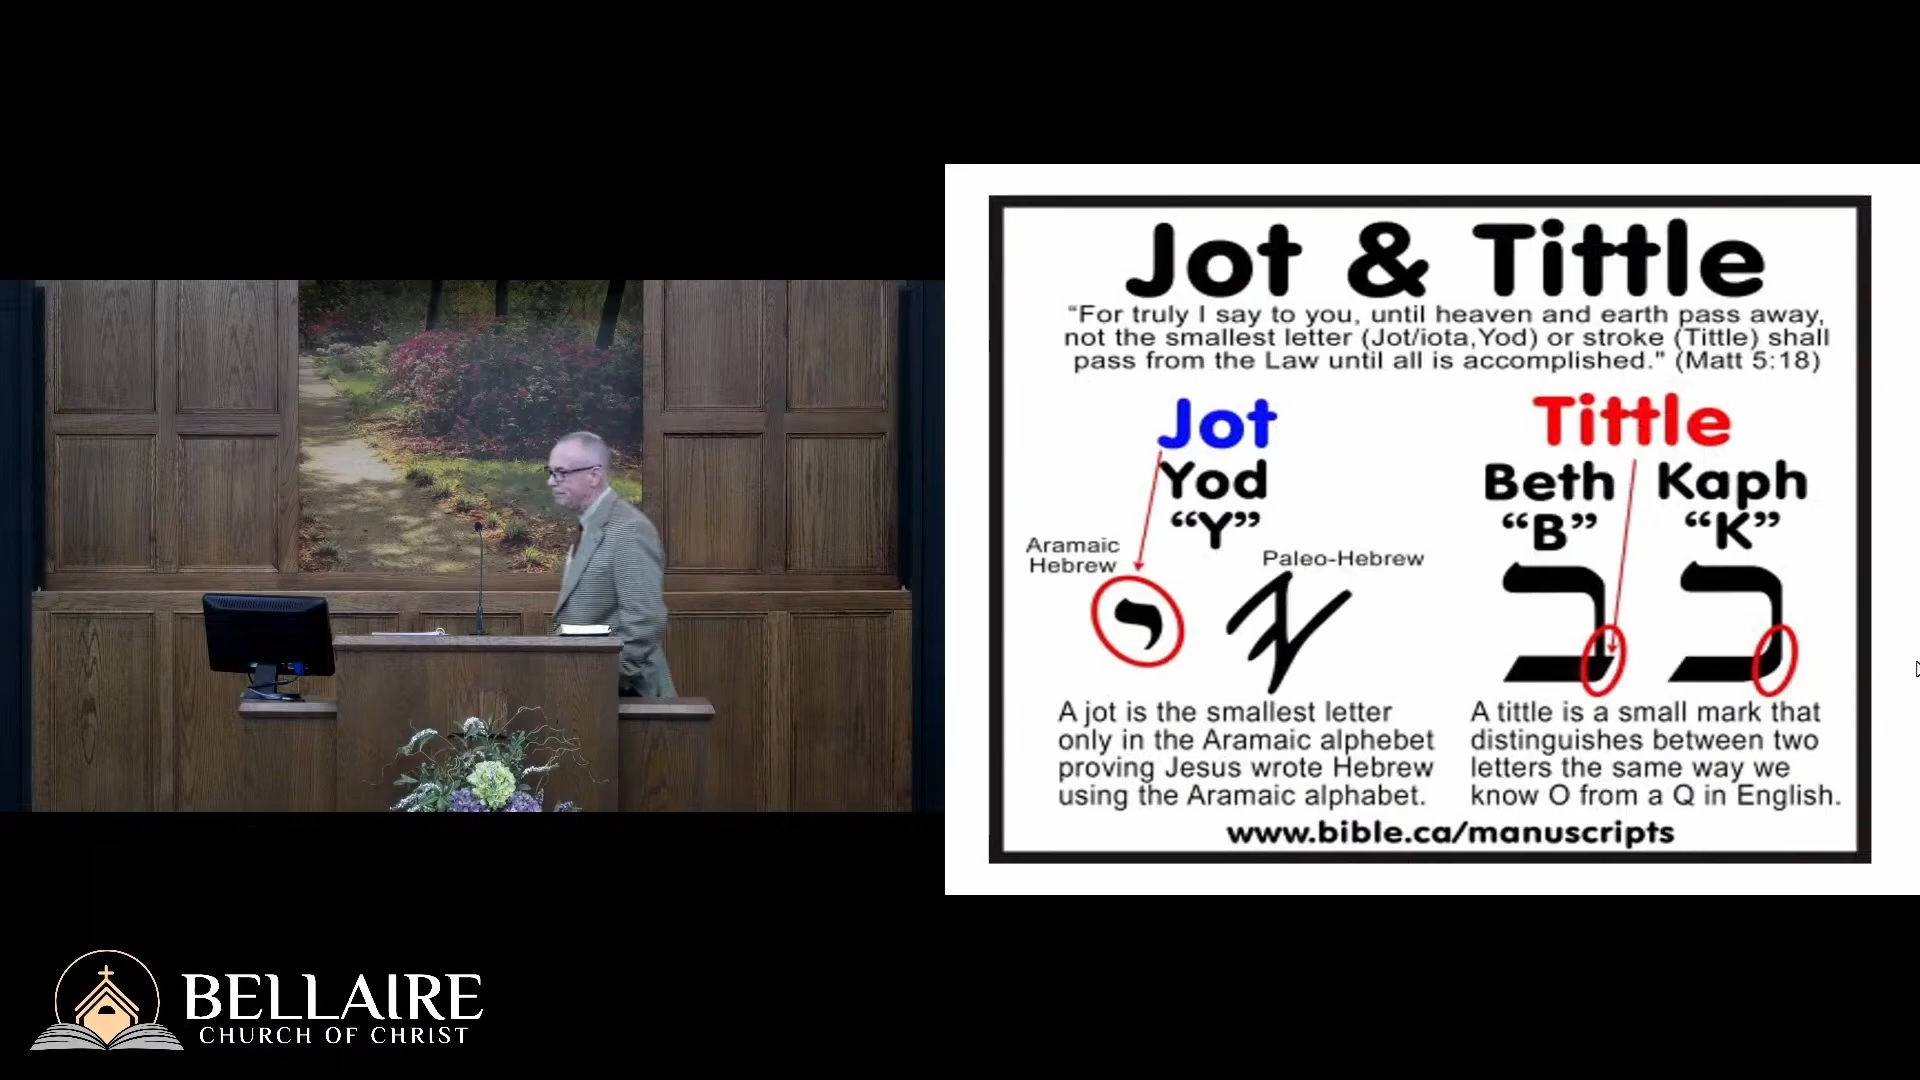 Jot & Tittle
“For truly I say to you, until heaven and earth pass away,
not the smallest letter (Jot/iota,Yod) or stroke (Tittle) shall
pass from the Law until all is accomplished." (Matt 5:18)
Jot
Yod
“Y”
Aramaic
Hebrew
Paleo-Hebrew
י
𐤉
A jot is the smallest letter
only in the Aramaic alphebet
proving Jesus wrote Hebrew
using the Aramaic alphabet.
Tittle
Beth Kaph
“B” “K”
ב כ
A tittle is a small mark that
distinguishes between two
letters the same way we
know O from a Q in English.
www.bible.ca/manuscripts
BELLAIRE
CHURCH OF CHRIST